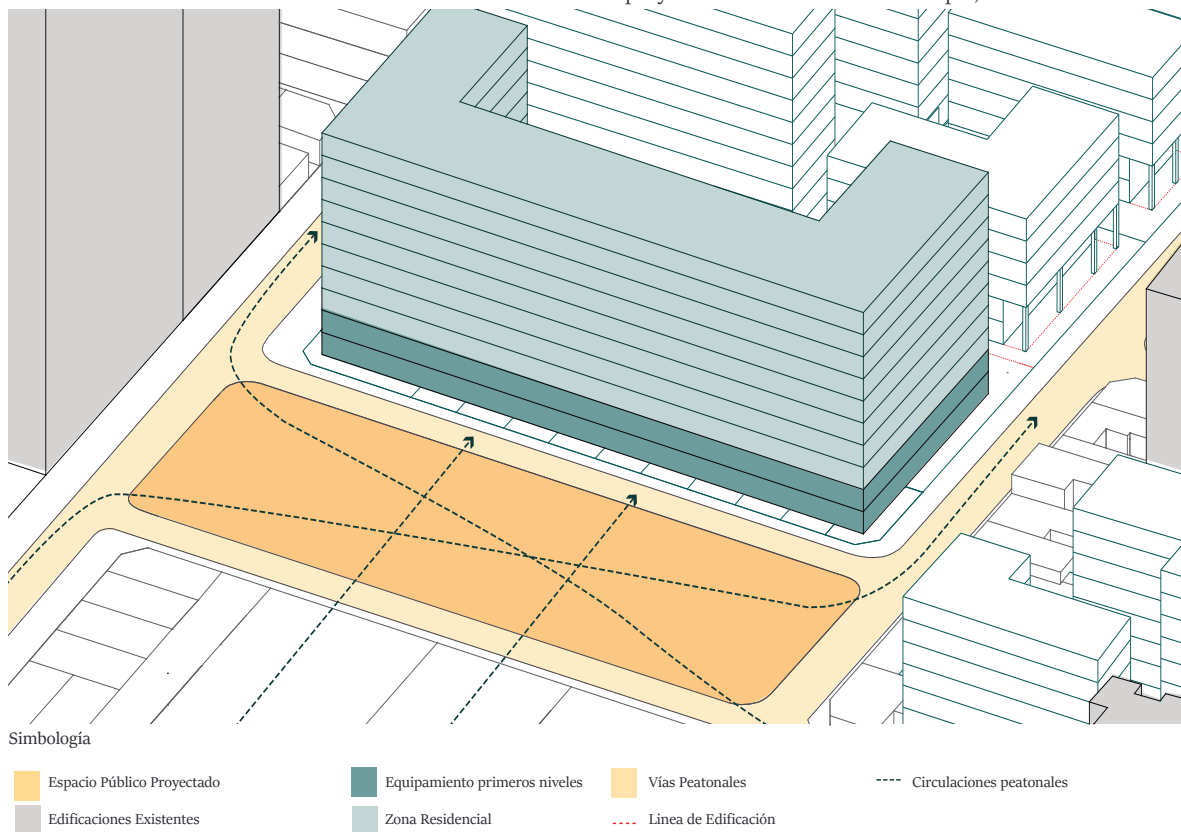 Simbología
Espacio Público Proyectado
Equipamiento primeros niveles
Vías Peatonales
Circulaciones peatonales
Edificaciones Existentes
Zona Residencial
Linea de Edificación